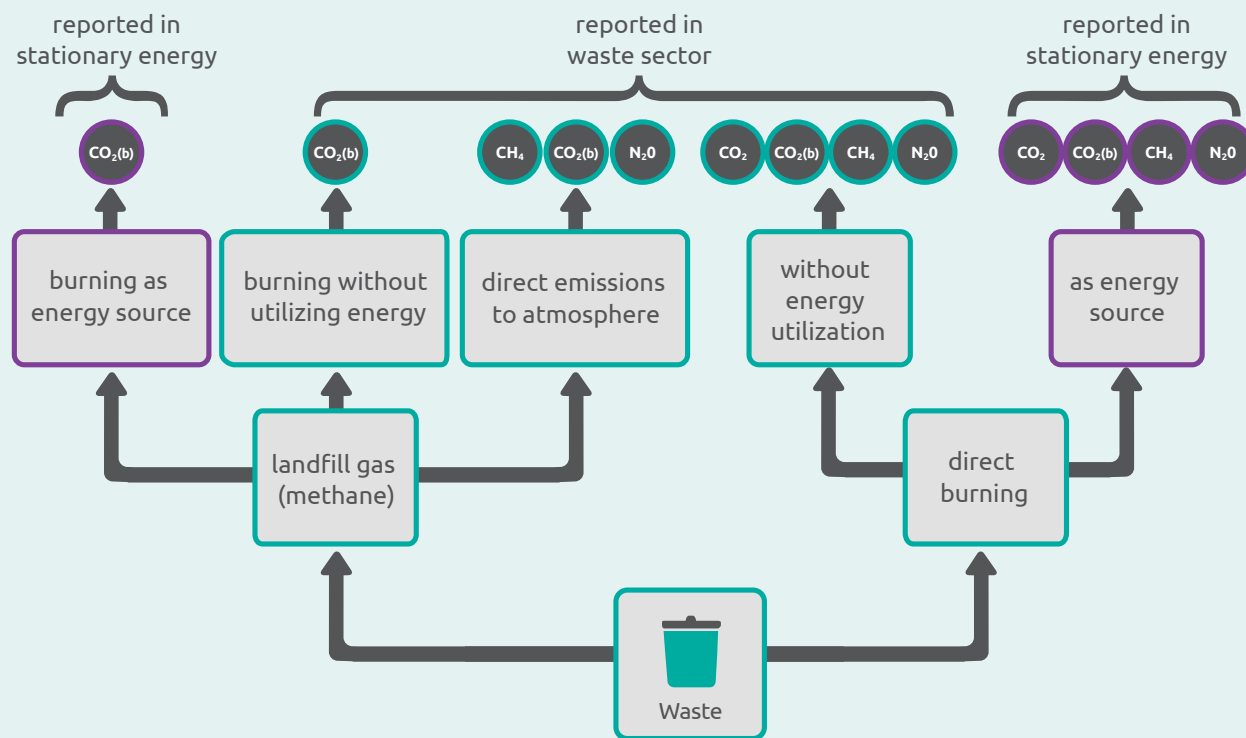 reported in
stationary energy
reported in
waste sector
reported in
stationary energy
CO₂(b)
CO₂(b)
CH₄
CO₂(b)
N₂0
CO₂
CO₂(b)
CH₄
N₂0
CO₂
CO₂(b)
CH₄
N₂0
burning as
energy source
burning without
utilizing energy
direct emissions
to atmosphere
without
energy
utilization
as energy
source
landfill gas
(methane)
direct
burning
Waste